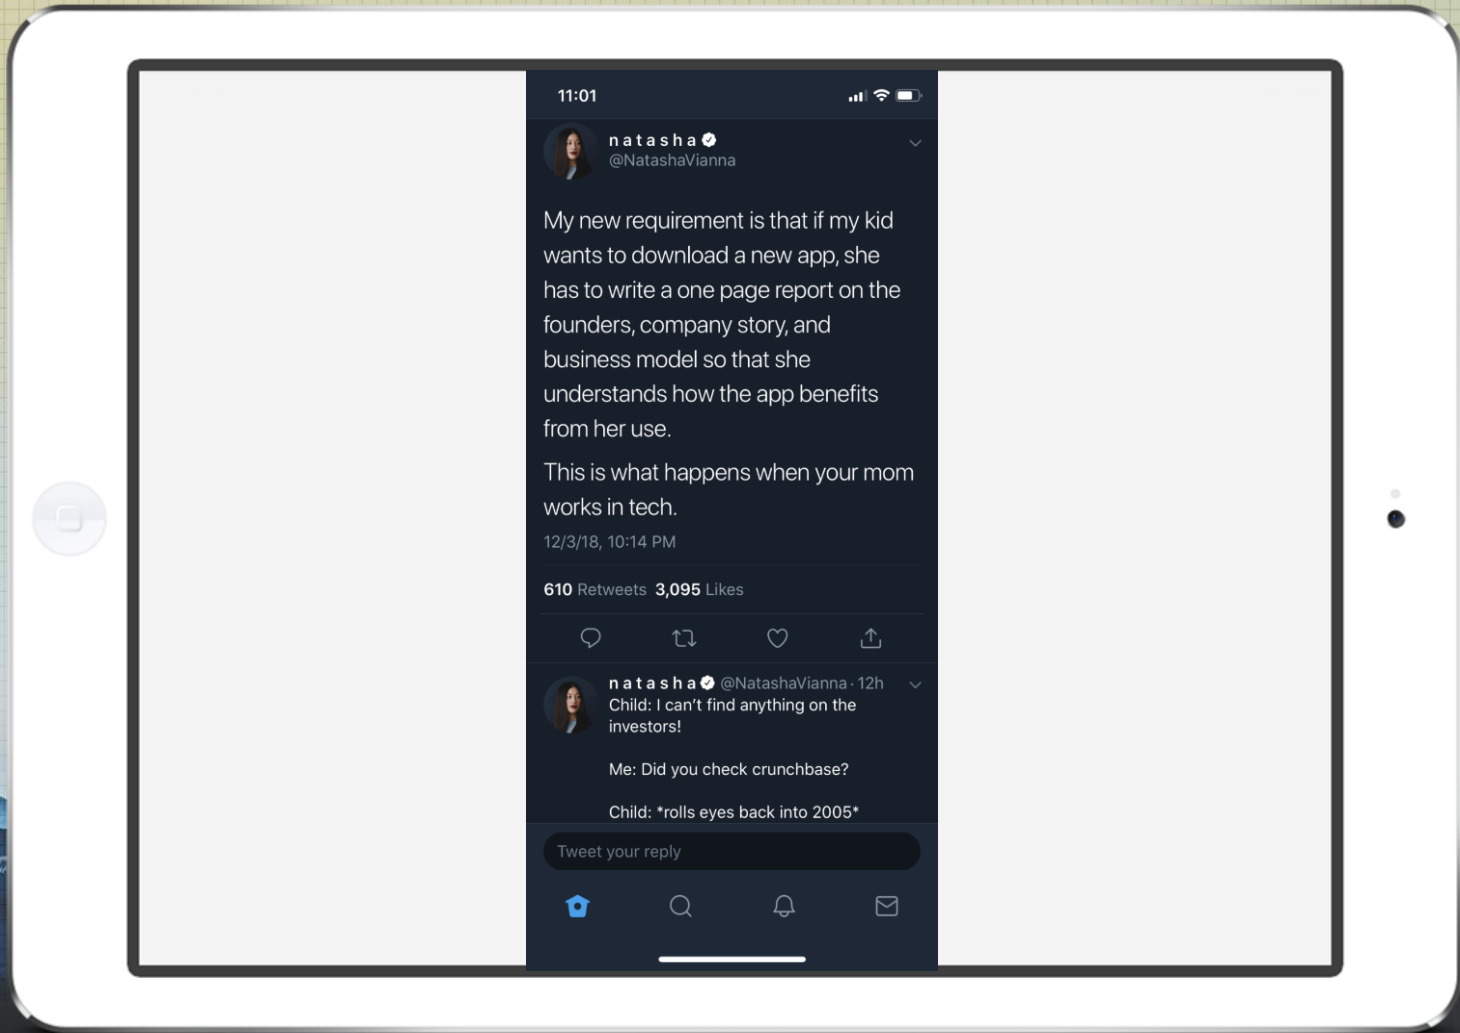 11:01
natasha
@NatashaVianna
My new requirement is that if my kid
wants to download a new app, she
has to write a one page report on the
founders, company story, and
business model so that she
understands how the app benefits
from her use.
This is what happens when your mom
works in tech.
12/3/18, 10:14 PM
610 Retweets 3,095 Likes
natasha @NatashaVianna · 12h
Child: I can’t find anything on the
investors!
Me: Did you check crunchbase?
Child: *rolls eyes back into 2005*
Tweet your reply